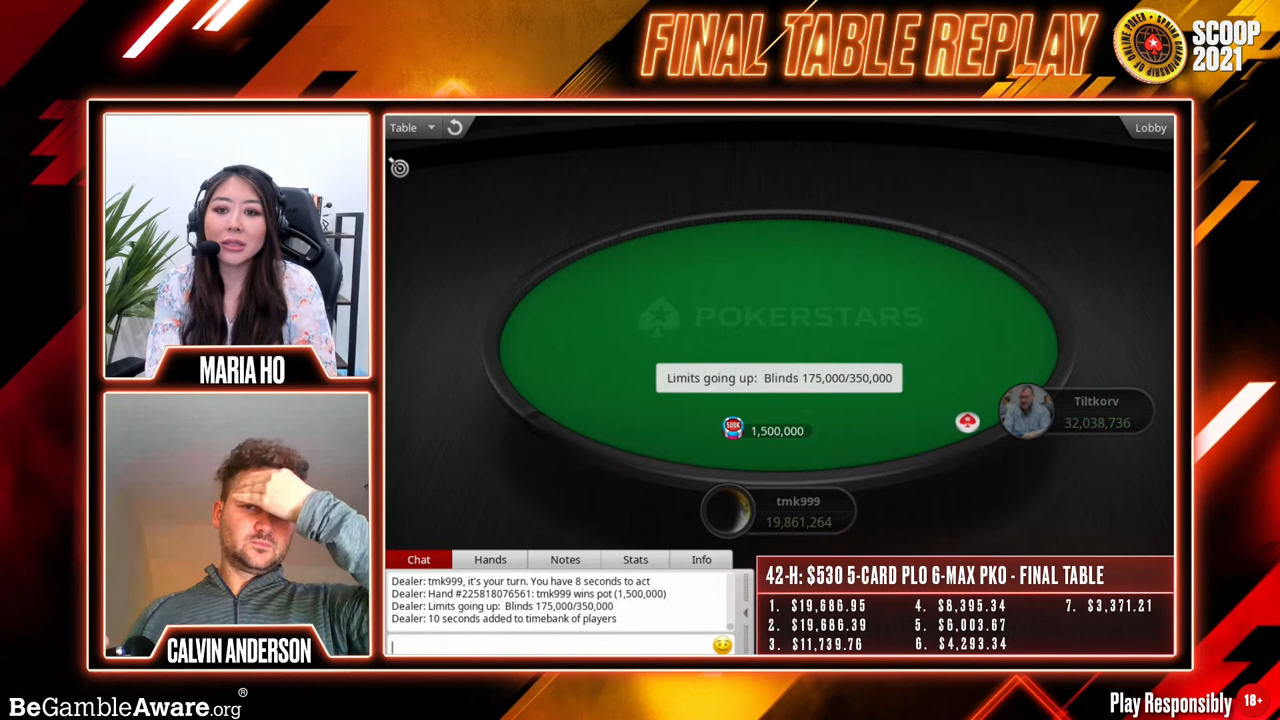 FINAL TABLE REPLAY
SPRING CHAMPIONSHIP OF ONLINE POKER
SCOOP
2021
Table
Lobby
POKERSTARS
Limits going up: Blinds 175,000/350,000
500K
1,500,000
Tiltkorv
32,038,736
tmk999
19,861,264
MARIA HO
CALVIN ANDERSON
Chat Hands Notes Stats Info
Dealer: tmk999, it's your turn. You have 8 seconds to act
Dealer: Hand #225818076561: tmk999 wins pot (1,500,000)
Dealer: Limits going up: Blinds 175,000/350,000
Dealer: 10 seconds added to timebank of players
42-H: $530 5-CARD PLO 6-MAX PKO - FINAL TABLE
1. $19,686.95 4. $8,395.34 7. $3,371.21
2. $19,686.39 5. $6,003.67
3. $11,739.76 6. $4,293.34
BeGambleAware.org®
Play Responsibly 18+